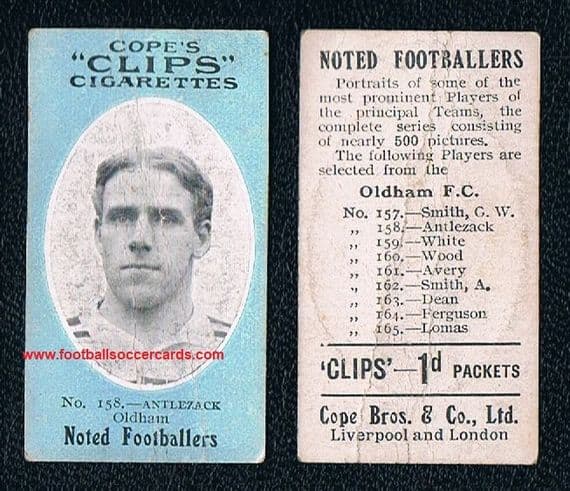 COPE'S
"CLIPS"
CIGARETTES
www.footballsoccercards.com
No. 158.—ANTLEZACK
Oldham
Noted Footballers
NOTED FOOTBALLERS
Portraits of some of the
most prominent Players of
the principal Teams, the
complete series consisting
of nearly 500 pictures.
The following Players are
selected from the
Oldham F.C.
No. 157.—Smith, G. W.
„ 158.—Antlezack
„ 159.—White
„ 160.—Wood
„ 161.—Avery
„ 162.—Smith, A.
„ 163.—Dean
„ 164.—Ferguson
„ 165.—Lomas
'CLIPS'—1d PACKETS
Cope Bros. & Co., Ltd.
Liverpool and London